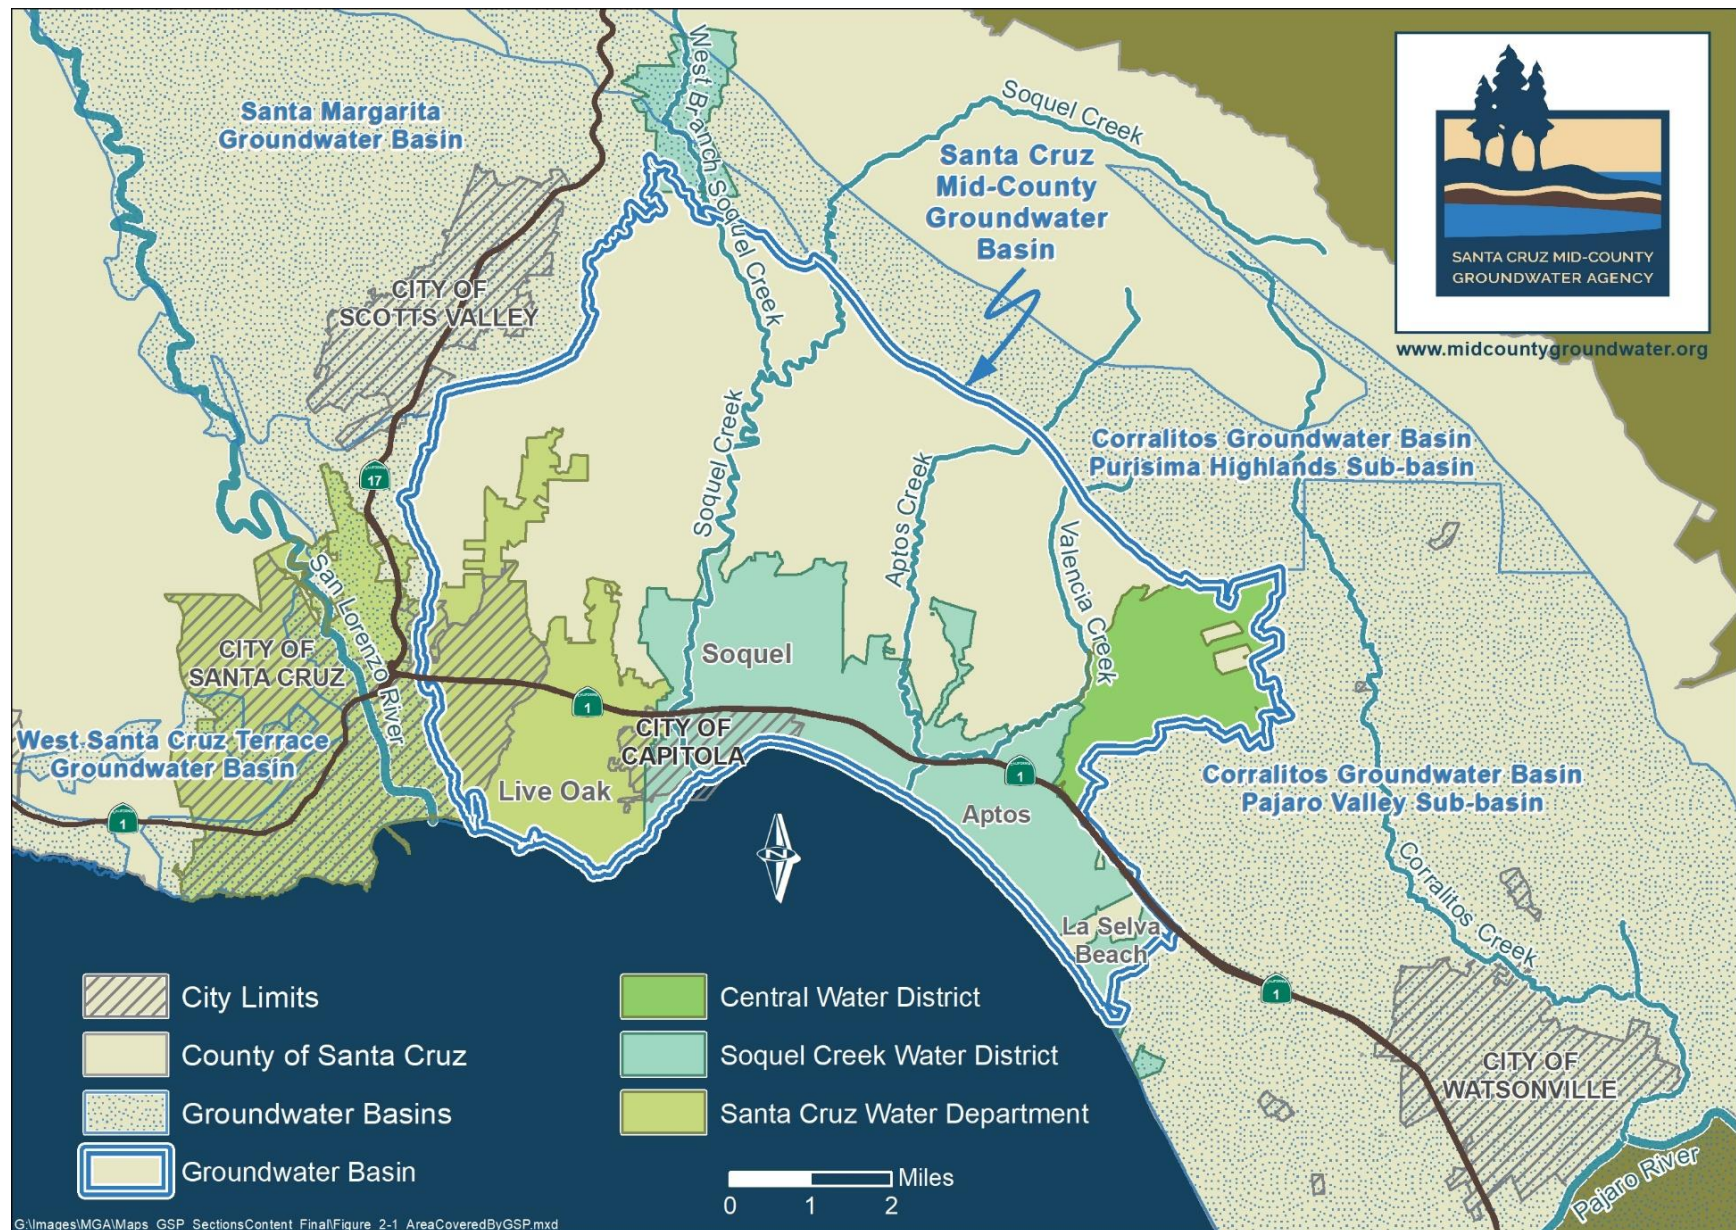 Santa Margarita
Groundwater Basin
West Branch Soquel Creek
Soquel Creek
Santa Cruz
Mid-County
Groundwater
Basin
SANTA CRUZ MID-COUNTY
GROUNDWATER AGENCY
www.midcountygroundwater.org
CITY OF
SCOTTS VALLEY
17
Soquel Creek
Aptos Creek
Valencia Creek
Corralitos Groundwater Basin
Purisima Highlands Sub-basin
San Lorenzo River
CITY OF
SANTA CRUZ
Soquel
1
CITY OF
CAPITOLA
West Santa Cruz Terrace
Groundwater Basin
1
Live Oak
1
Aptos
Corralitos Groundwater Basin
Pajaro Valley Sub-basin
N
La Selva
Beach
Corralitos Creek
1
CITY OF
WATSONVILLE
Pajaro River
City Limits
County of Santa Cruz
Groundwater Basins
Groundwater Basin
Central Water District
Soquel Creek Water District
Santa Cruz Water Department
Miles
0 1 2
G:\Images\MGA\Maps_GSP_SectionsContent_Final\Figure_2-1_AreaCoveredByGSP.mxd